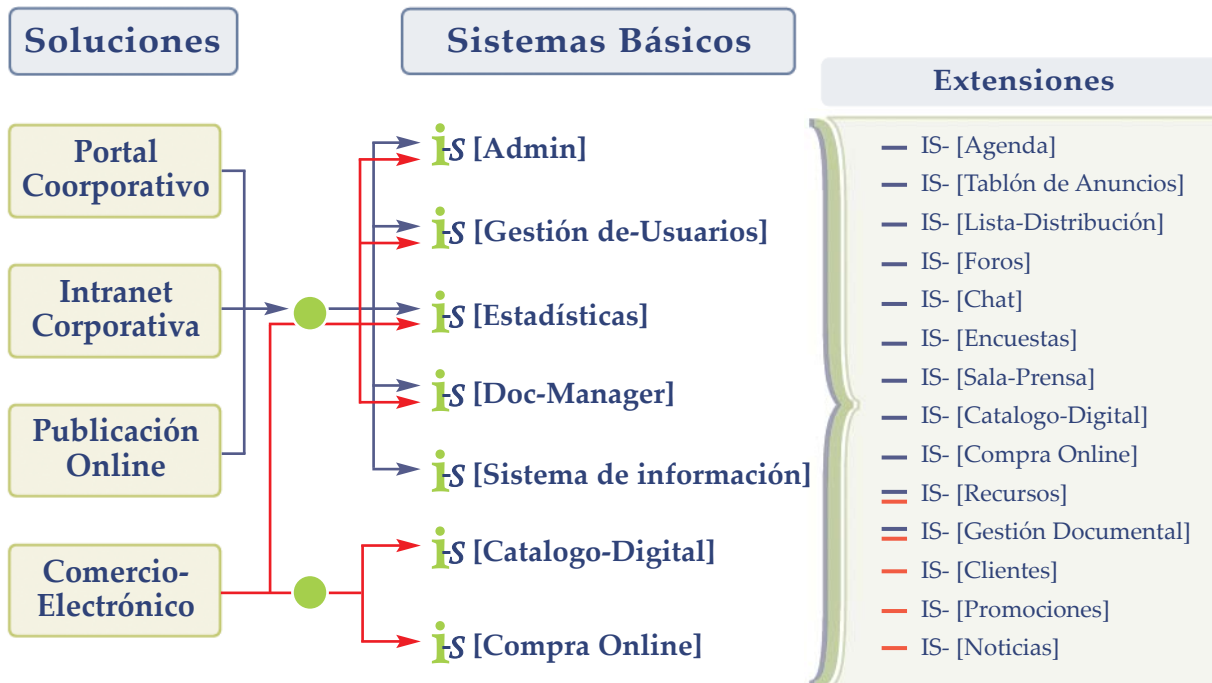 Soluciones
Portal
Coorporativo
Intranet
Corporativa
Publicación
Online
Comercio-
Electrónico
Sistemas Básicos
i-s [Admin]
i-s [Gestión de-Usuarios]
i-s [Estadísticas]
i-s [Doc-Manager]
i-s [Sistema de información]
i-s [Catalogo-Digital]
i-s [Compra Online]
Extensiones
IS- [Agenda]
IS- [Tablón de Anuncios]
IS- [Lista-Distribución]
IS- [Foros]
IS- [Chat]
IS- [Encuestas]
IS- [Sala-Prensa]
IS- [Catalogo-Digital]
IS- [Compra Online]
IS- [Recursos]
IS- [Gestión Documental]
IS- [Clientes]
IS- [Promociones]
IS- [Noticias]